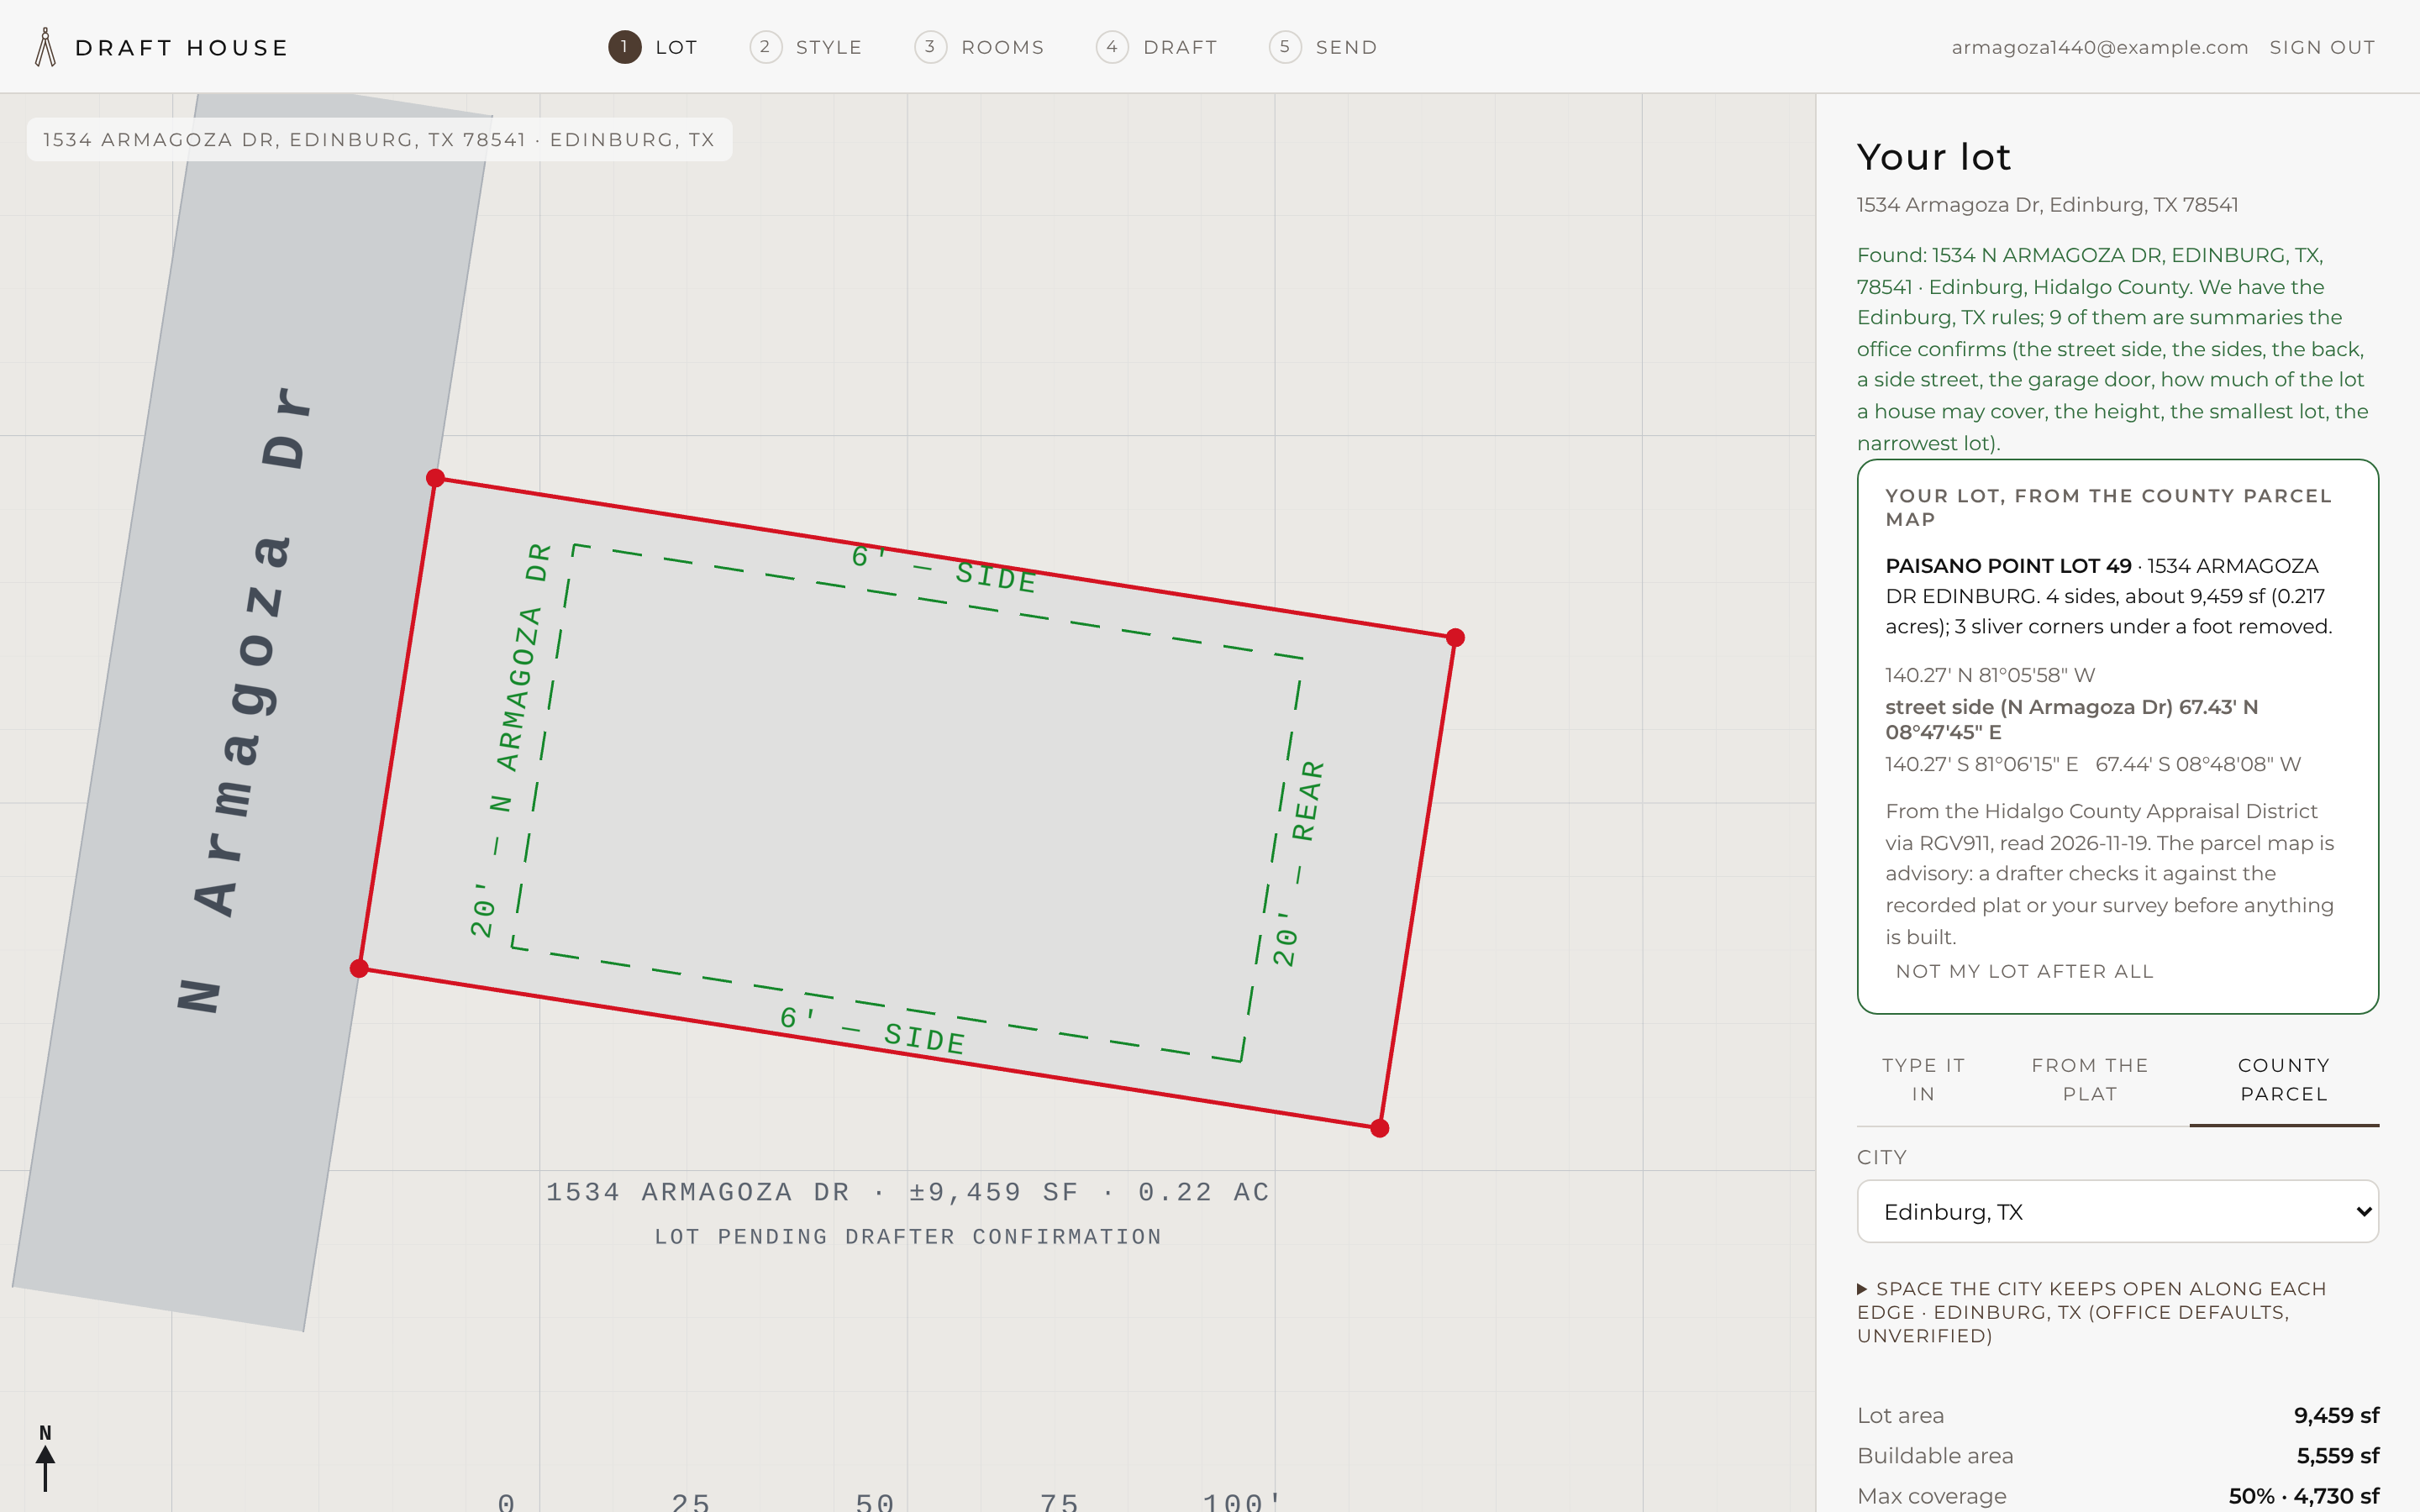 DRAFT HOUSE
1 LOT
2 STYLE
3 ROOMS
4 DRAFT
5 SEND
armagoza1440@example.com SIGN OUT
1534 ARMAGOZA DR, EDINBURG, TX 78541 · EDINBURG, TX
N Armagoza Dr
6' — SIDE
20' — N ARMAGOZA DR
20' — REAR
6' — SIDE
1534 ARMAGOZA DR · ±9,459 SF · 0.22 AC
LOT PENDING DRAFTER CONFIRMATION
N
0 25 50 75 100'
Your lot
1534 Armagoza Dr, Edinburg, TX 78541
Found: 1534 N ARMAGOZA DR, EDINBURG, TX,
78541 · Edinburg, Hidalgo County. We have the
Edinburg, TX rules; 9 of them are summaries the
office confirms (the street side, the sides, the back,
a side street, the garage door, how much of the lot
a house may cover, the height, the smallest lot, the
narrowest lot).
YOUR LOT, FROM THE COUNTY PARCEL
MAP
PAISANO POINT LOT 49 · 1534 ARMAGOZA
DR EDINBURG. 4 sides, about 9,459 sf (0.217
acres); 3 sliver corners under a foot removed.
140.27' N 81°05'58" W
street side (N Armagoza Dr) 67.43' N
08°47'45" E
140.27' S 81°06'15" E 67.44' S 08°48'08" W
From the Hidalgo County Appraisal District
via RGV911, read 2026-11-19. The parcel map is
advisory: a drafter checks it against the
recorded plat or your survey before anything
is built.
NOT MY LOT AFTER ALL
TYPE IT
IN
FROM THE
PLAT
COUNTY
PARCEL
CITY
Edinburg, TX
SPACE THE CITY KEEPS OPEN ALONG EACH
EDGE · EDINBURG, TX (OFFICE DEFAULTS,
UNVERIFIED)
Lot area 9,459 sf
Buildable area 5,559 sf
Max coverage 50% · 4,730 sf